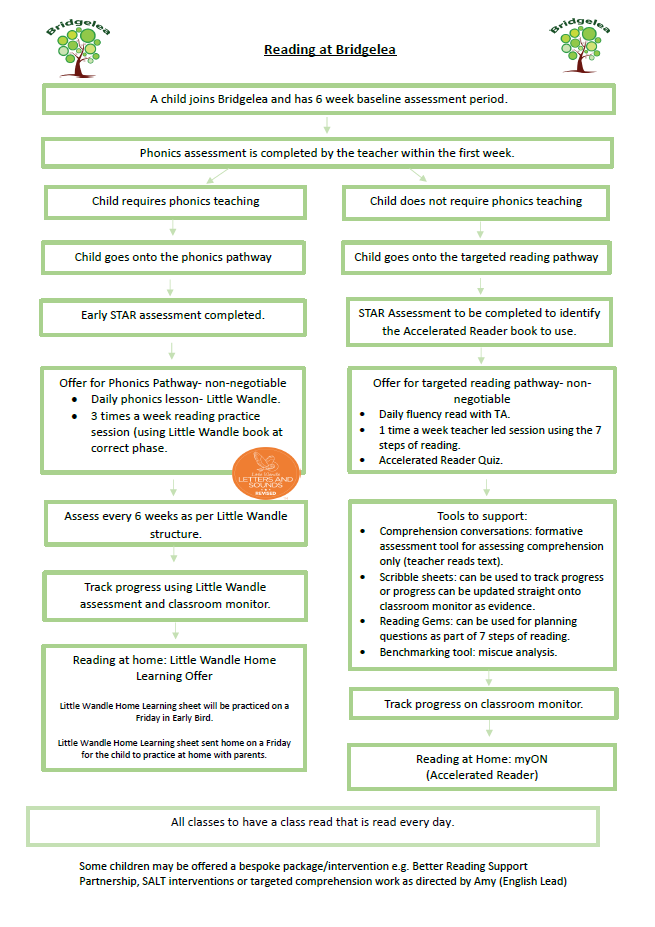 Bridgelea
Bridgelea
Reading at Bridgelea
A child joins Bridgelea and has 6 week baseline assessment period.
Phonics assessment is completed by the teacher within the first week.
Child requires phonics teaching
Child goes onto the phonics pathway
Early STAR assessment completed.
Offer for Phonics Pathway- non-negotiable
• Daily phonics lesson- Little Wandle.
• 3 times a week reading practice
session (using Little Wandle book at
correct phase.
Little Wandle
LETTERS AND
SOUNDS
REVISED
Assess every 6 weeks as per Little Wandle
structure.
Track progress using Little Wandle
assessment and classroom monitor.
Reading at home: Little Wandle Home
Learning Offer
Little Wandle Home Learning sheet will be practiced on a
Friday in Early Bird.
Little Wandle Home Learning sheet sent home on a Friday
for the child to practice at home with parents.
Child does not require phonics teaching
Child goes onto the targeted reading pathway
STAR Assessment to be completed to identify
the Accelerated Reader book to use.
Offer for targeted reading pathway- non-
negotiable
• Daily fluency read with TA.
• 1 time a week teacher led session using the 7
steps of reading.
• Accelerated Reader Quiz.
Tools to support:
• Comprehension conversations: formative
assessment tool for assessing comprehension
only (teacher reads text).
• Scribble sheets: can be used to track progress
or progress can be updated straight onto
classroom monitor as evidence.
• Reading Gems: can be used for planning
questions as part of 7 steps of reading.
• Benchmarking tool: miscue analysis.
Track progress on classroom monitor.
Reading at Home: myON
(Accelerated Reader)
All classes to have a class read that is read every day.
Some children may be offered a bespoke package/intervention e.g. Better Reading Support
Partnership, SALT interventions or targeted comprehension work as directed by Amy (English Lead)